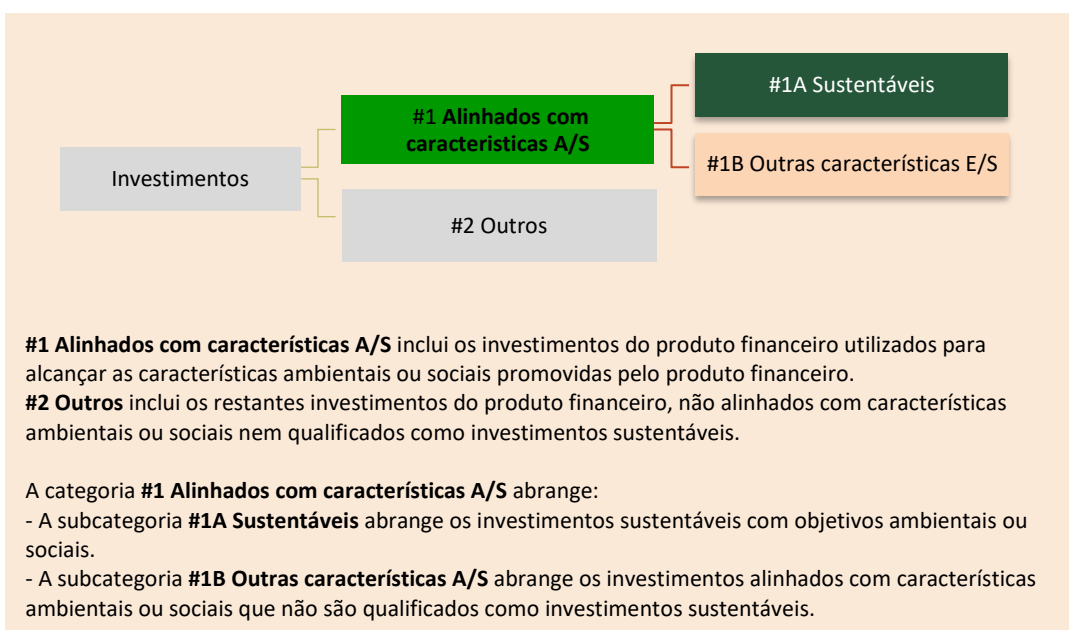 #1A Sustentáveis
#1 Alinhados com
caracteristicas A/S
#1B Outras características E/S
Investimentos
#2 Outros
#1 Alinhados com características A/S inclui os investimentos do produto financeiro utilizados para
alcançar as características ambientais ou sociais promovidas pelo produto financeiro.
#2 Outros inclui os restantes investimentos do produto financeiro, não alinhados com características
ambientais ou sociais nem qualificados como investimentos sustentáveis.
A categoria #1 Alinhados com características A/S abrange:
- A subcategoria #1A Sustentáveis abrange os investimentos sustentáveis com objetivos ambientais ou
sociais.
- A subcategoria #1B Outras características A/S abrange os investimentos alinhados com características
ambientais ou sociais que não são qualificados como investimentos sustentáveis.